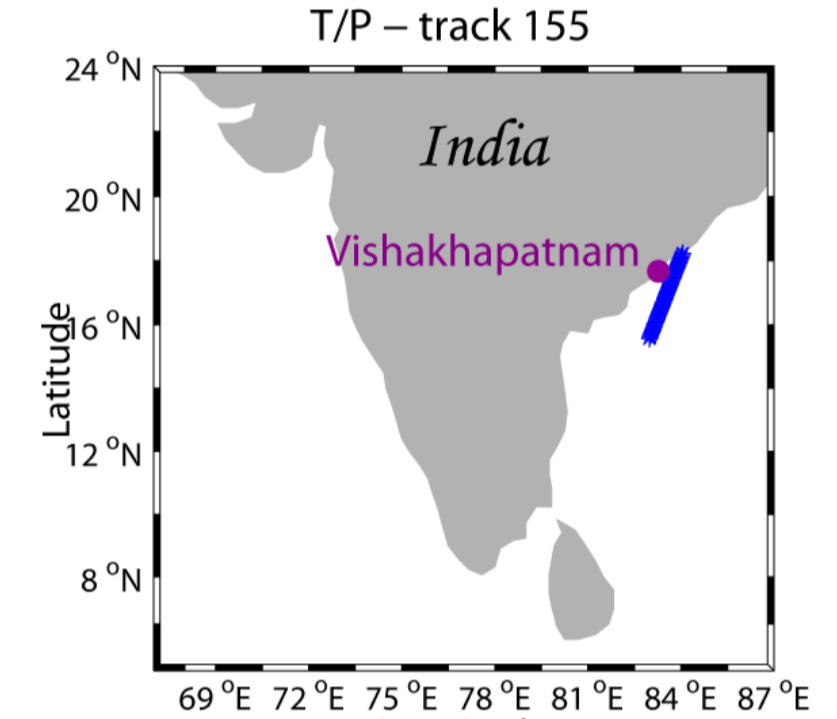 T/P – track 155
24 °N
India
20 °N
Vishakhapatnam
Latitude
16 °N
12 °N
8 °N
69 °E 72 °E 75 °E 78 °E 81 °E 84 °E 87 °E